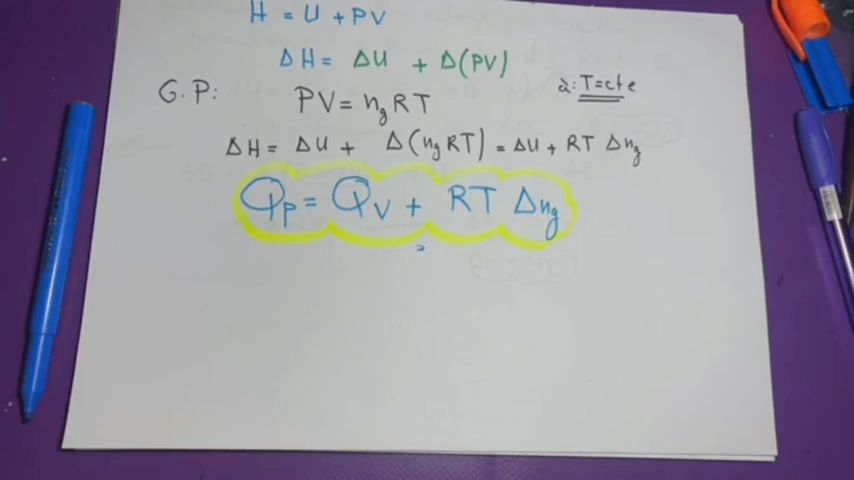 H = U + PV
ΔH = ΔU + Δ(PV)
G.P: PV = n_g RT à: T=cte
ΔH = ΔU + Δ(n_g RT) = ΔU + RT Δn_g
Q_P = Q_V + RT Δn_g